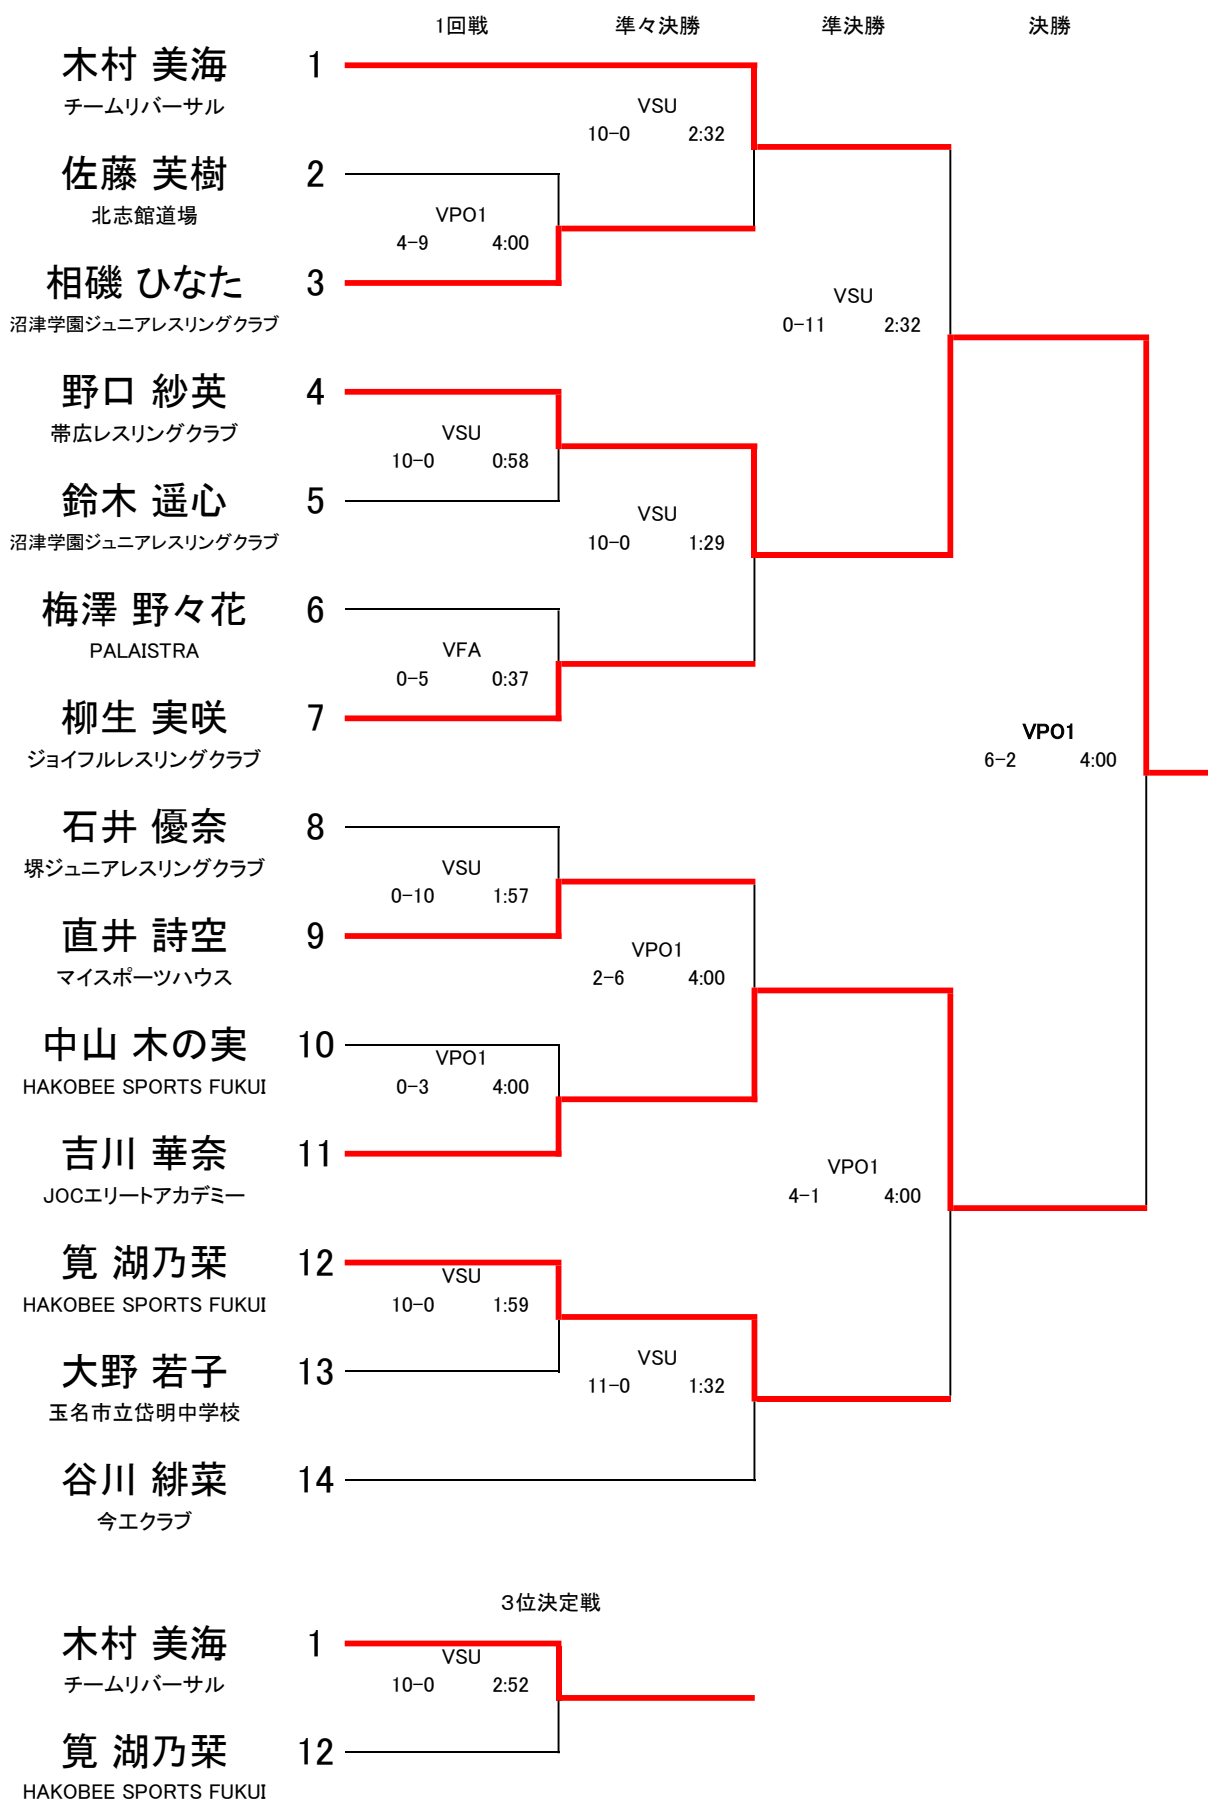 1回戦 準々決勝 準決勝 決勝
木村 美海 1
チームリバーサル
VSU
10-0 2:32
佐藤 芙樹 2
北志館道場
VPO1
4-9 4:00
相磯 ひなた 3
沼津学園ジュニアレスリングクラブ
VSU
0-11 2:32
野口 紗英 4
帯広レスリングクラブ
VSU
10-0 0:58
鈴木 遥心 5
沼津学園ジュニアレスリングクラブ
VSU
10-0 1:29
梅澤 野々花 6
PALAISTRA
VFA
0-5 0:37
柳生 実咲 7
ジョイフルレスリングクラブ
VPO1
6-2 4:00
石井 優奈 8
堺ジュニアレスリングクラブ
VSU
0-10 1:57
直井 詩空 9
マイスポーツハウス
VPO1
2-6 4:00
中山 木の実 10
HAKOBEE SPORTS FUKUI
VPO1
0-3 4:00
吉川 華奈 11
JOCエリートアカデミー
VPO1
4-1 4:00
筧 湖乃栞 12
HAKOBEE SPORTS FUKUI
VSU
10-0 1:59
大野 若子 13
玉名市立岱明中学校
VSU
11-0 1:32
谷川 緋菜 14
今工クラブ
3位決定戦
木村 美海 1
チームリバーサル
VSU
10-0 2:52
筧 湖乃栞 12
HAKOBEE SPORTS FUKUI